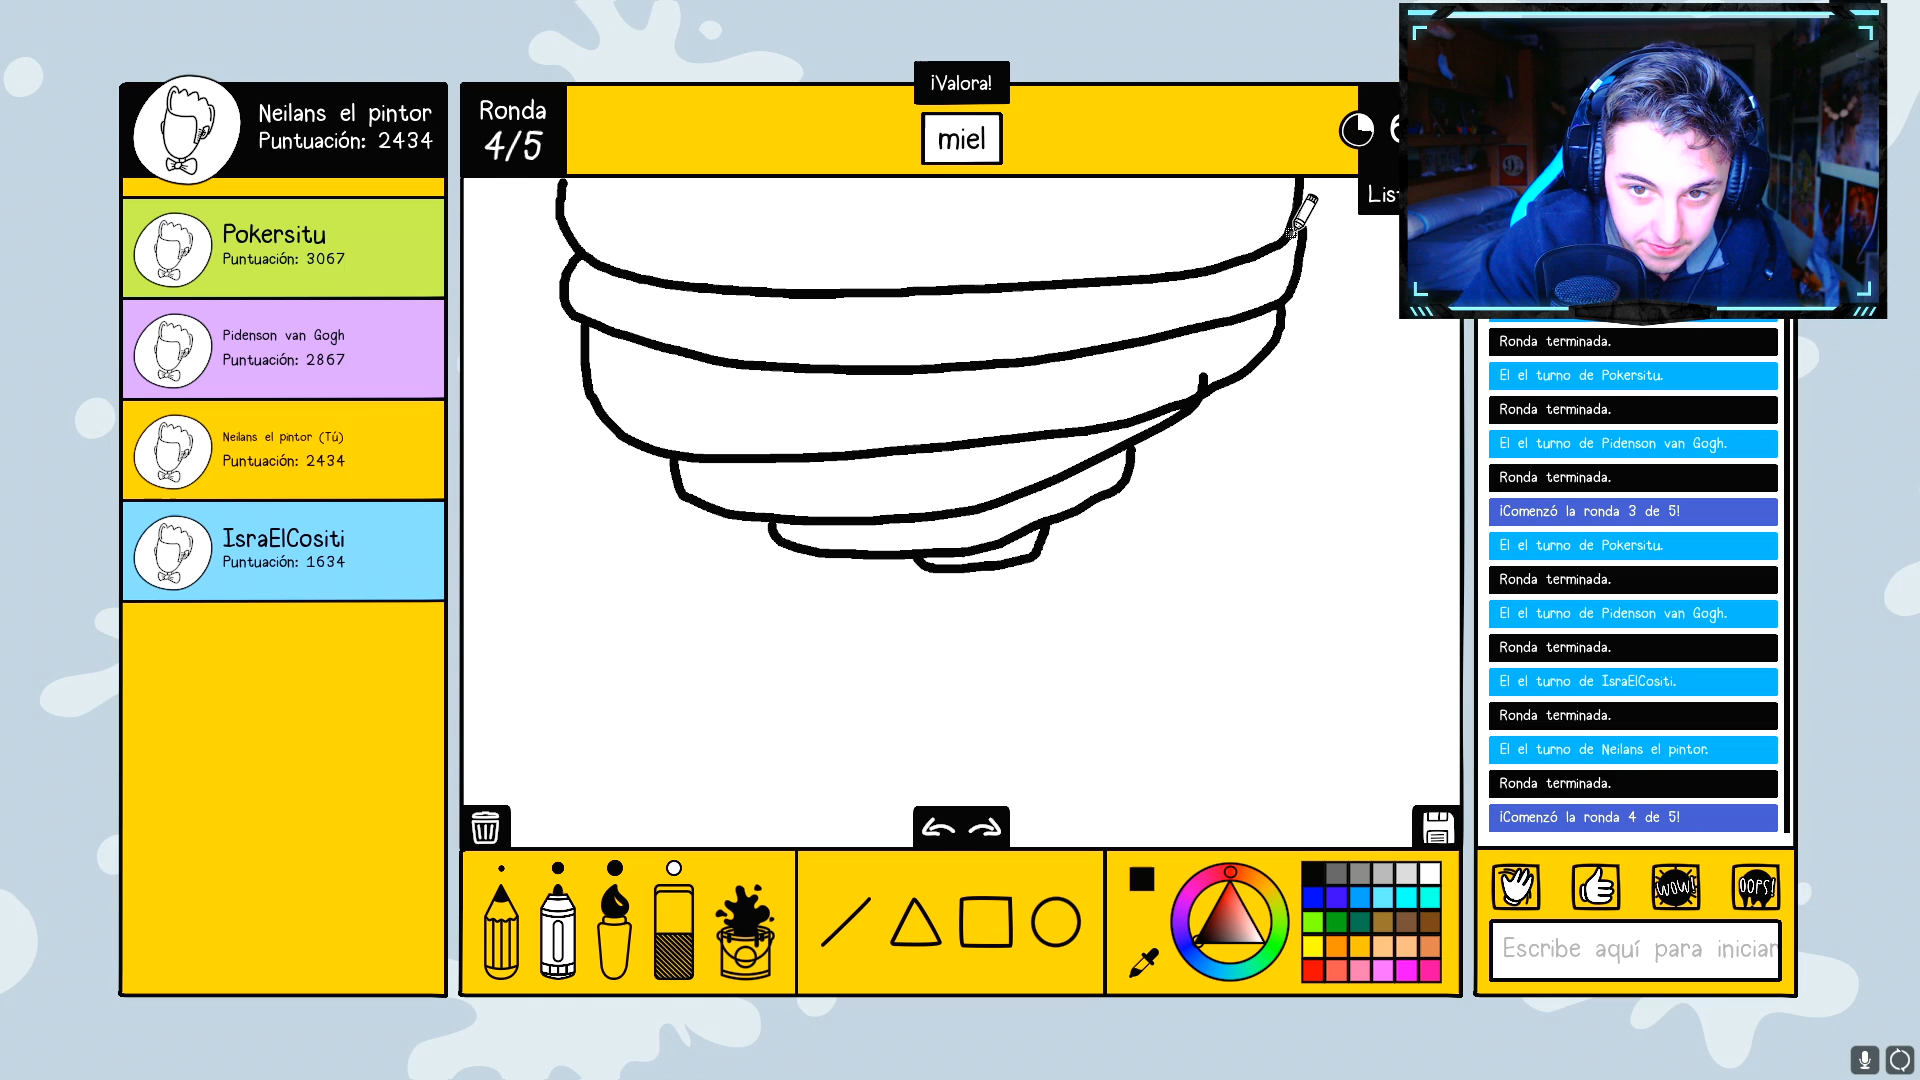 Neilans el pintor
Puntuación: 2434
Pokersitu
Puntuación: 3067
Pidenson van Gogh
Puntuación: 2867
Neilans el pintor (Tú)
Puntuación: 2434
IsraElCositi
Puntuación: 1634
Ronda
4/5
¡Valora!
miel
Ronda terminada.
El el turno de Pokersitu.
Ronda terminada.
El el turno de Pidenson van Gogh.
Ronda terminada.
¡Comenzó la ronda 3 de 5!
El el turno de Pokersitu.
Ronda terminada.
El el turno de Pidenson van Gogh.
Ronda terminada.
El el turno de IsraElCositi.
Ronda terminada.
El el turno de Neilans el pintor.
Ronda terminada.
¡Comenzó la ronda 4 de 5!
WOW!
OOPS!
Escribe aquí para iniciar